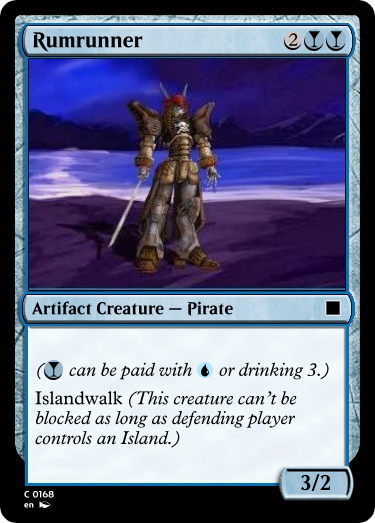 Rumrunner 2
Artifact Creature — Pirate
( can be paid with or drinking 3.)
Islandwalk (This creature can't be
blocked as long as defending player
controls an Island.)
3/2
C 0168
en